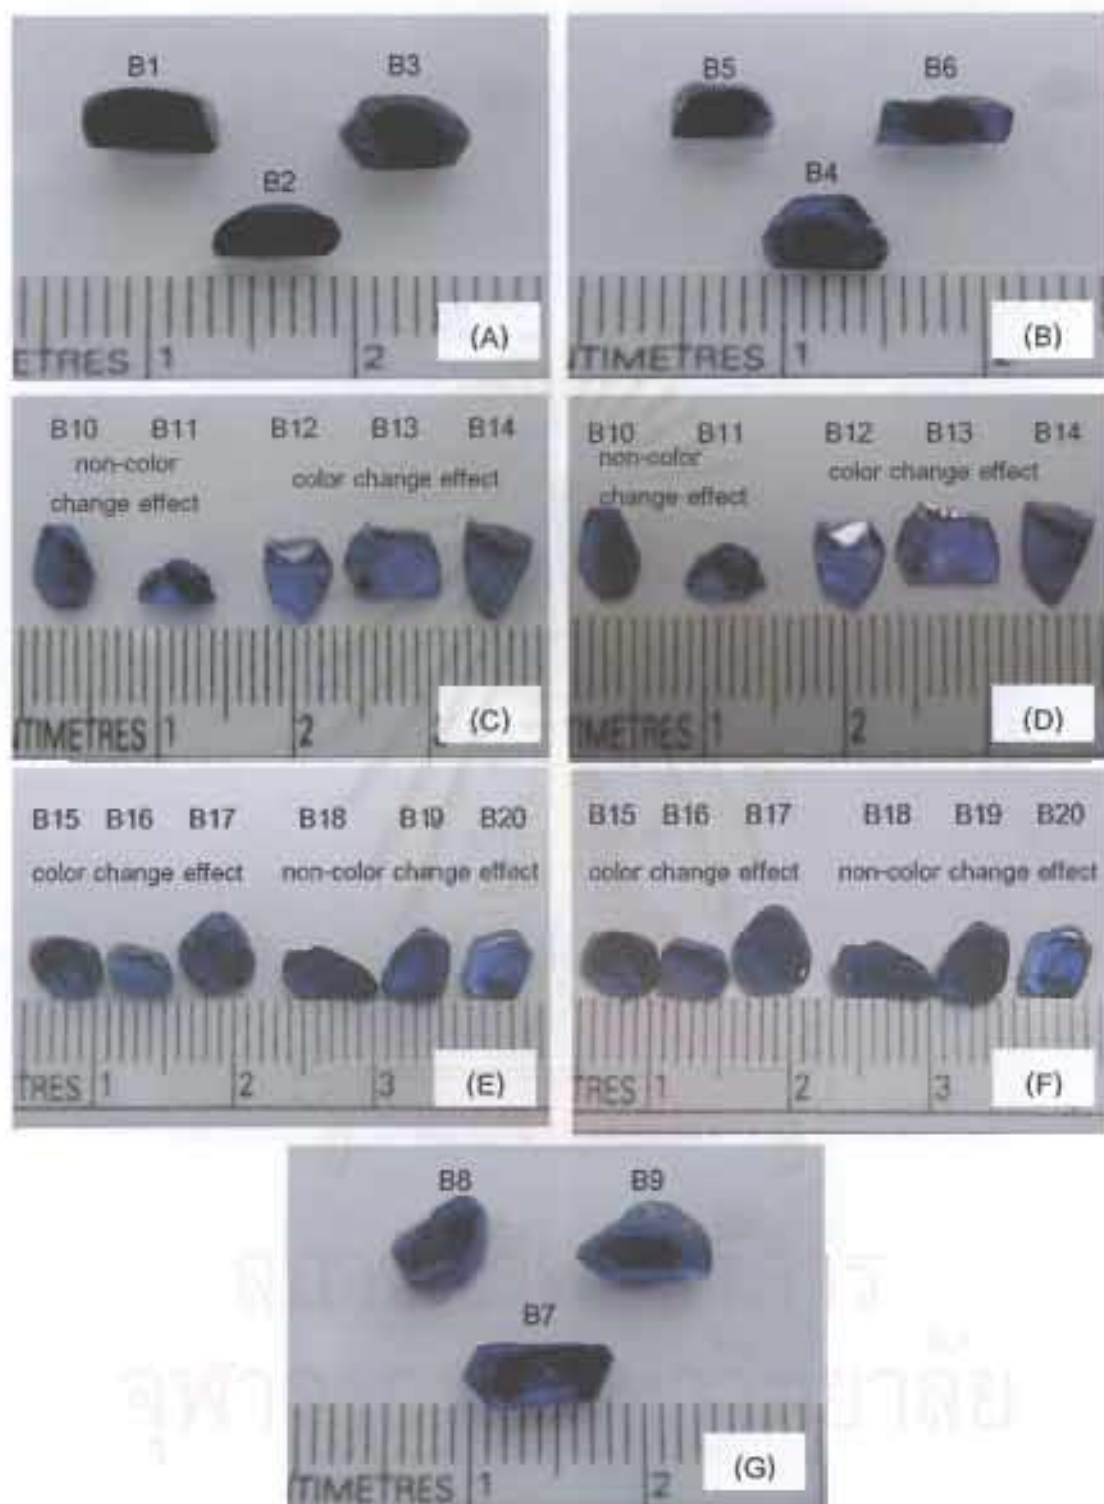 B1
B3
B2
ETRES 1 2
(A)
B5
B6
B4
NTIMETRES 1
(B)
B10 B11 B12 B13 B14
non-color
change effect
color change effect
NTIMETRES 1 2
(C)
B10 B11 B12 B13 B14
non-color
change effect
color change effect
TIMETRES 1 2
(D)
B15 B16 B17 B18 B19 B20
color change effect non-color change effect
TRES 1 2 3
(E)
B15 B16 B17 B18 B19 B20
color change effect non-color change effect
TRES 1 2 3
(F)
B8
B9
B7
NTIMETRES 1 2
(G)